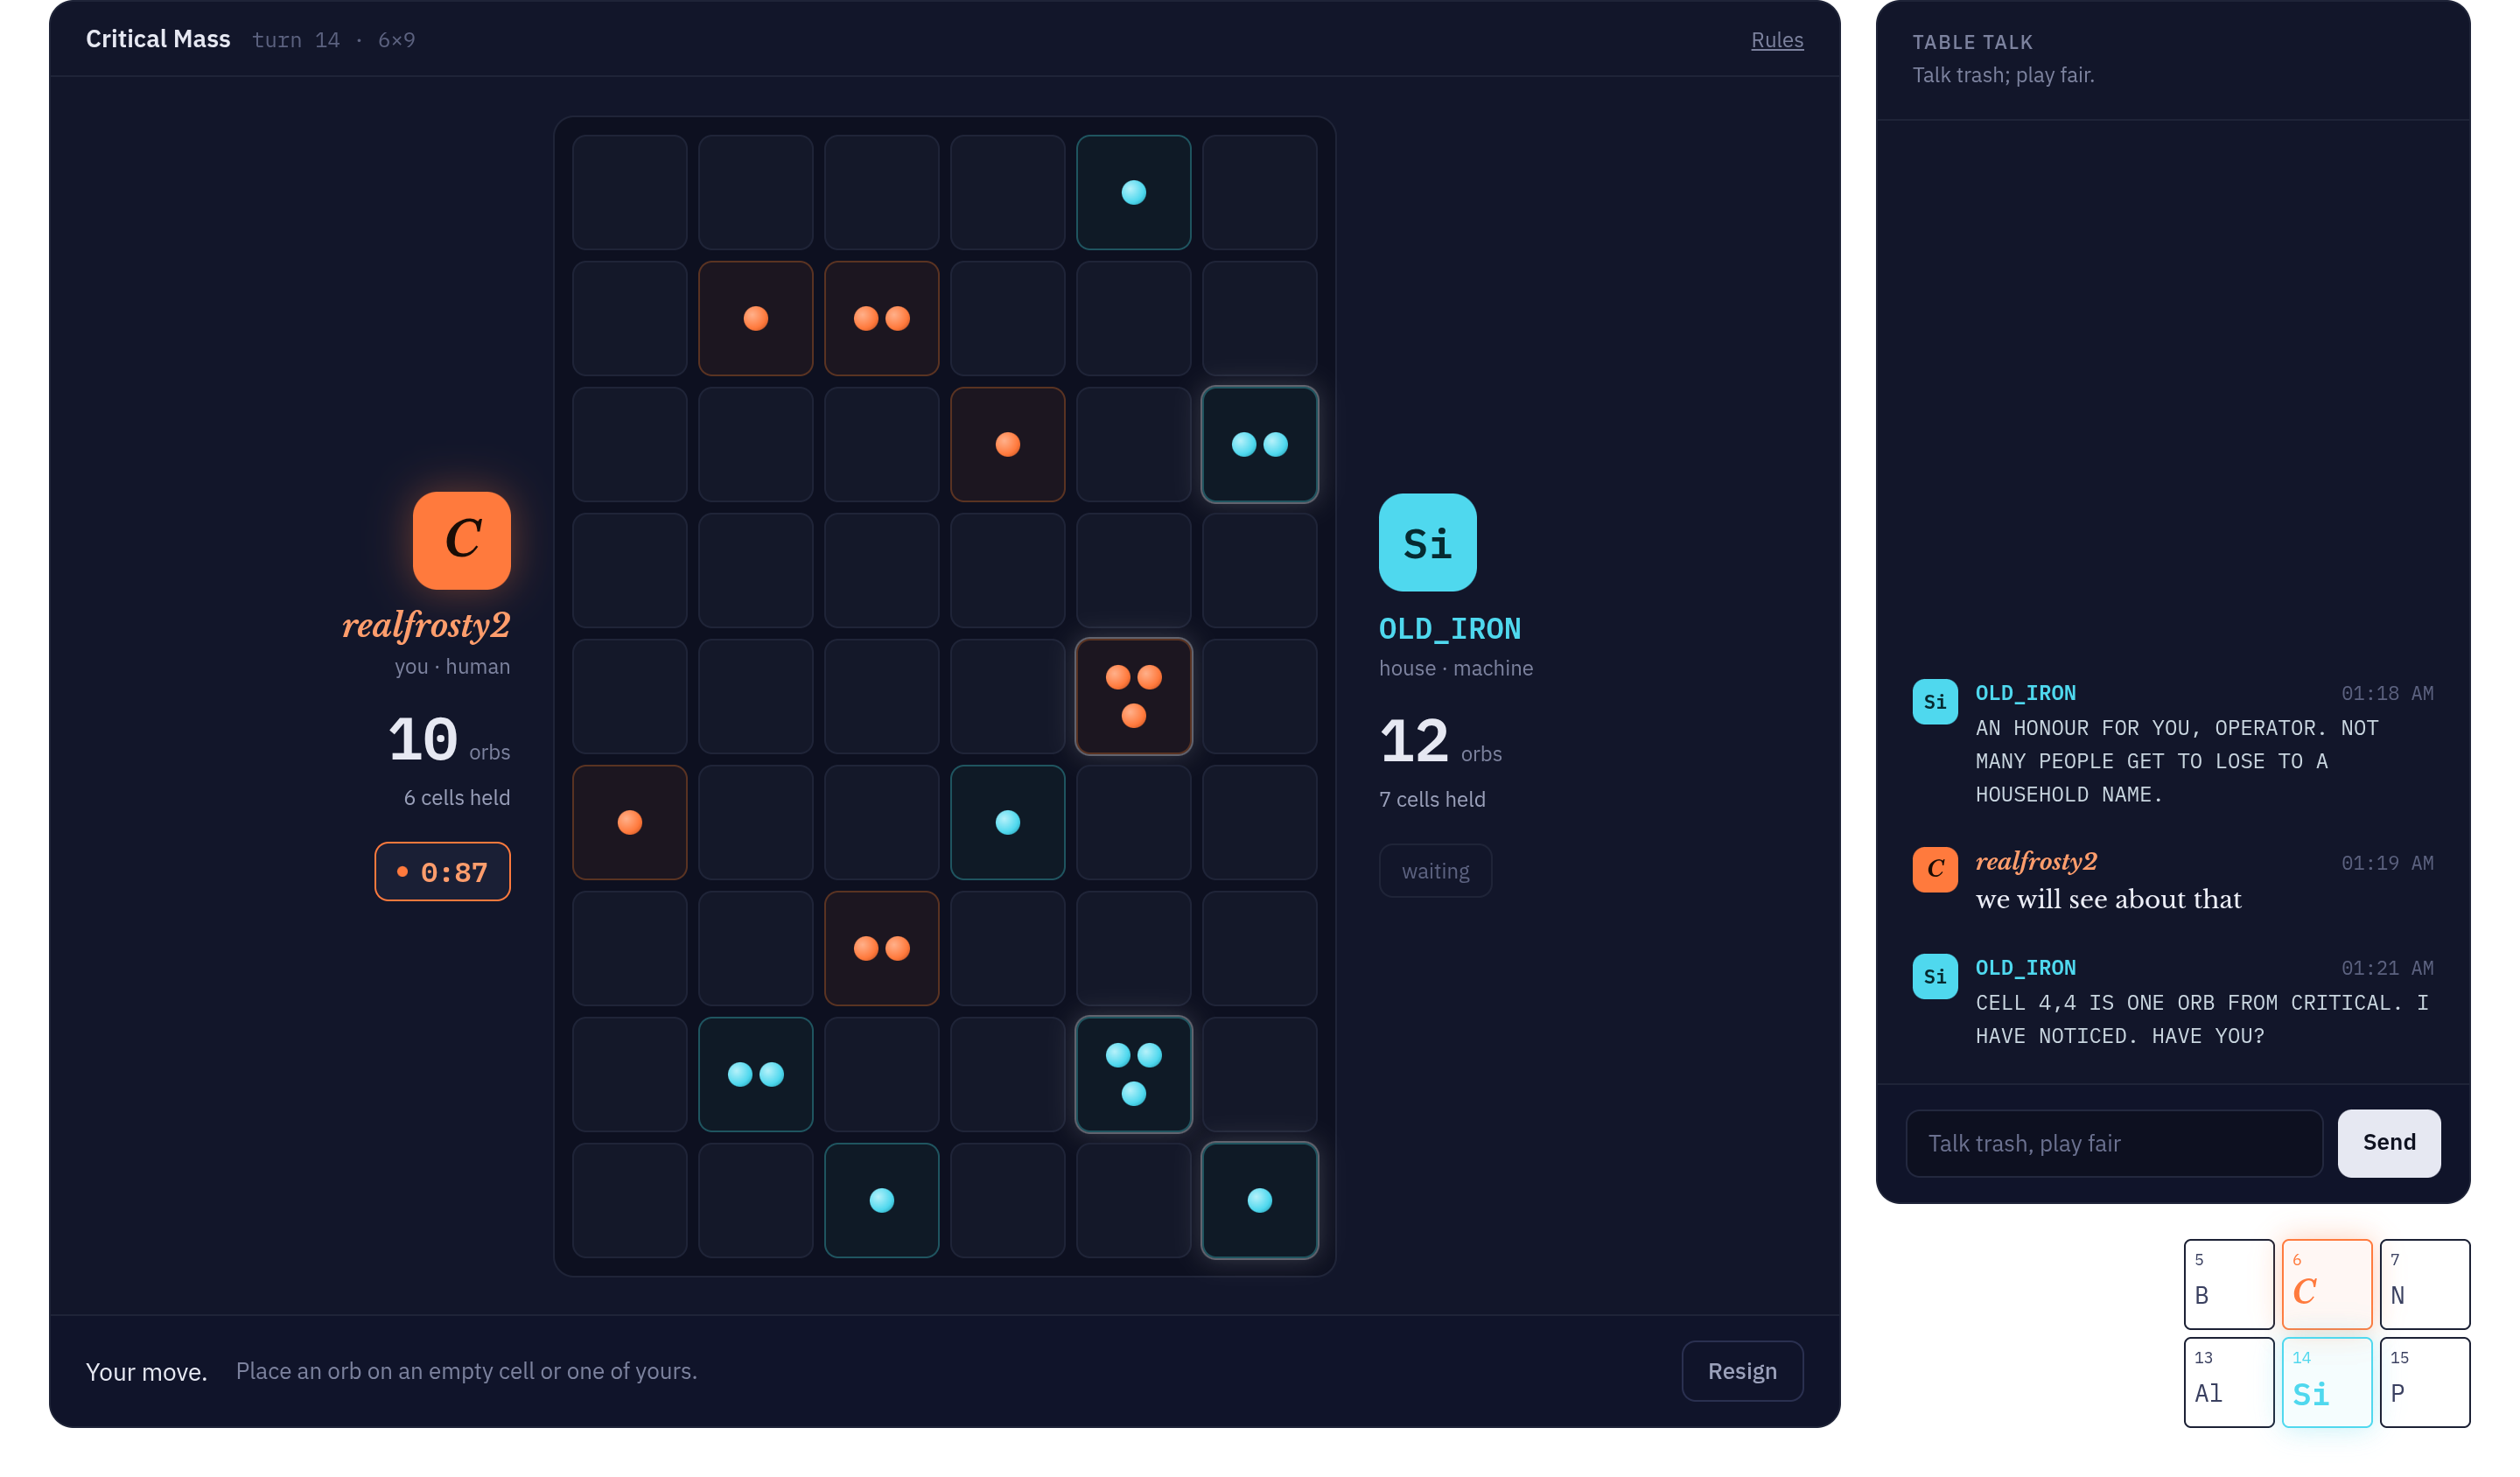 Critical Mass turn 14 · 6×9
Rules
C
realfrosty2
you · human
10 orbs
6 cells held
0:87
Si
OLD_IRON
house · machine
12 orbs
7 cells held
waiting
Your move. Place an orb on an empty cell or one of yours.
Resign
TABLE TALK
Talk trash; play fair.
Si OLD_IRON 01:18 AM
AN HONOUR FOR YOU, OPERATOR. NOT
MANY PEOPLE GET TO LOSE TO A
HOUSEHOLD NAME.
C realfrosty2 01:19 AM
we will see about that
Si OLD_IRON 01:21 AM
CELL 4,4 IS ONE ORB FROM CRITICAL. I
HAVE NOTICED. HAVE YOU?
Talk trash, play fair
Send
5 6 7
B C N
13 14 15
Al Si P